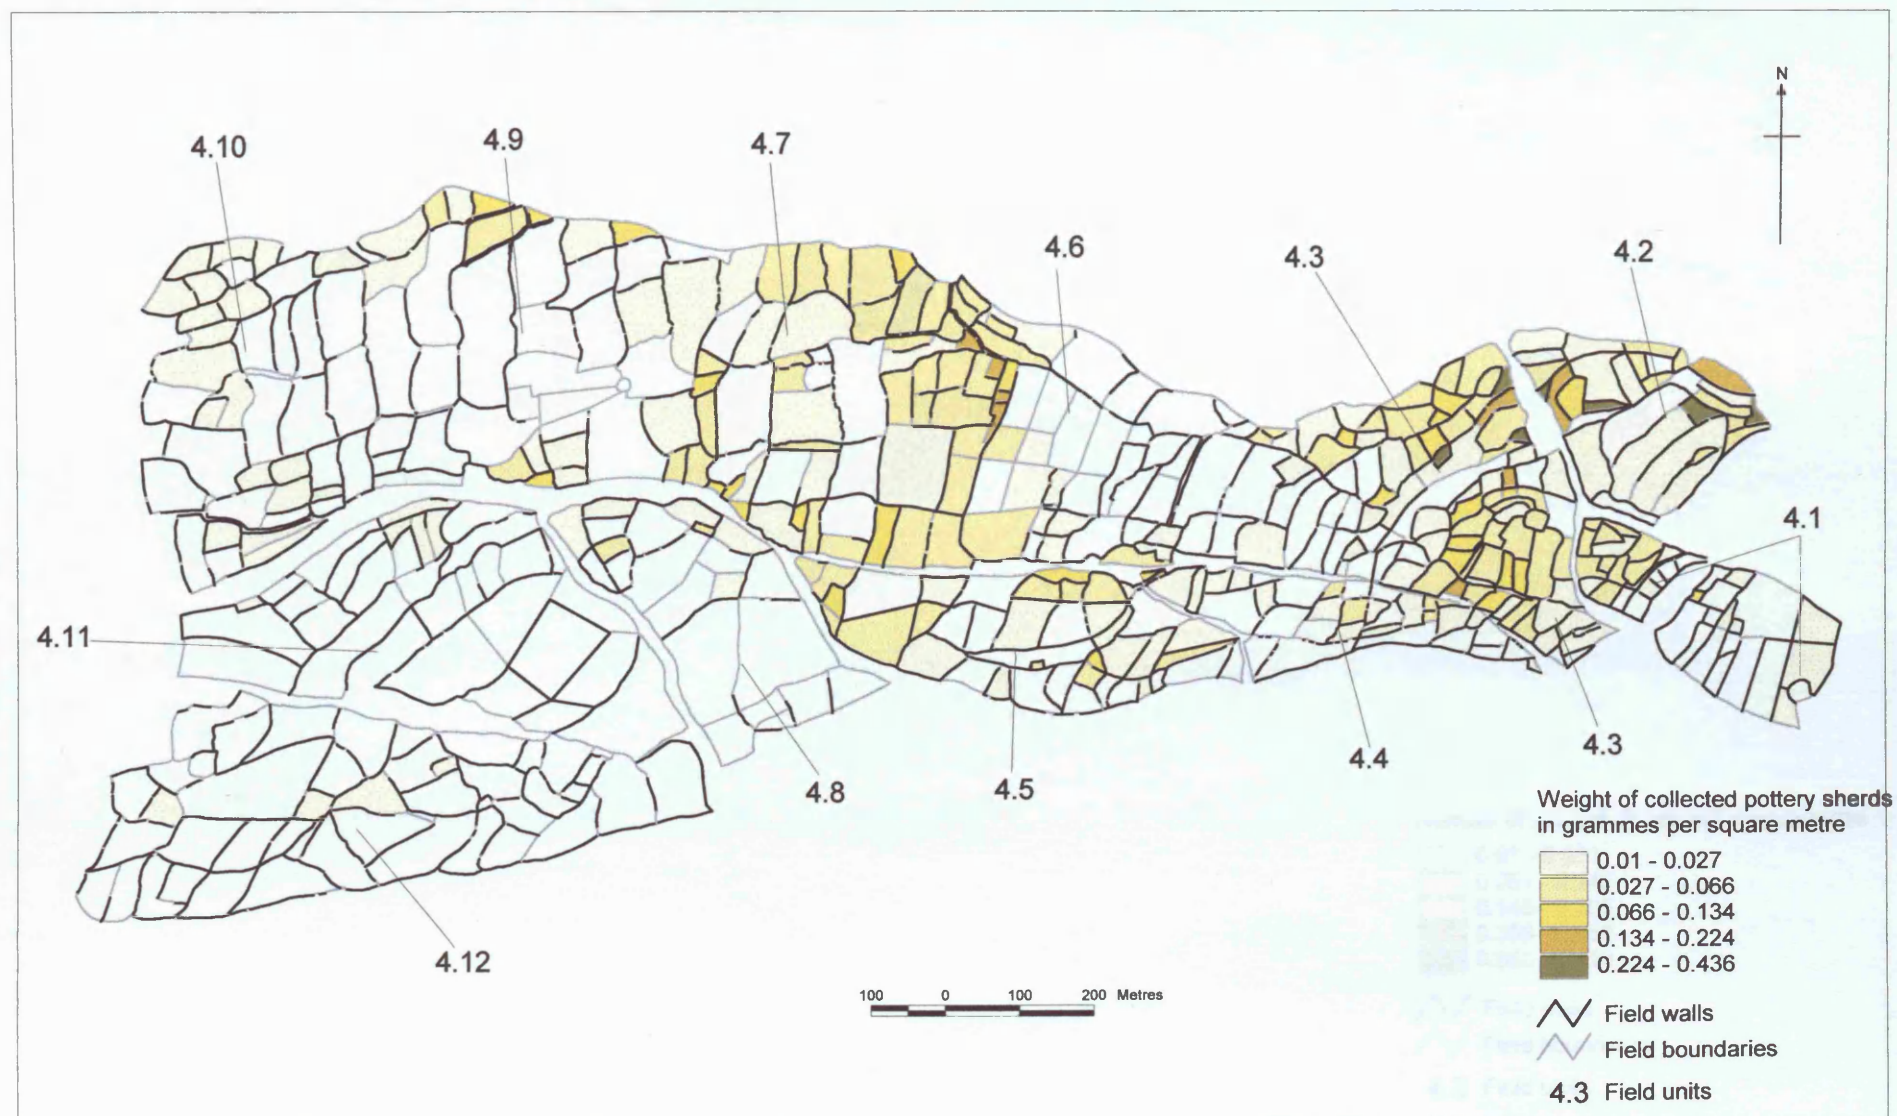 N
4.10
4.9
4.7
4.6
4.3
4.2
4.1
4.11
4.8
4.5
4.4
4.3
4.12
Weight of collected pottery sherds
in grammes per square metre
0.01 - 0.027
0.027 - 0.066
0.066 - 0.134
0.134 - 0.224
0.224 - 0.436
Field walls
Field boundaries
4.3 Field units
100 0 100 200 Metres